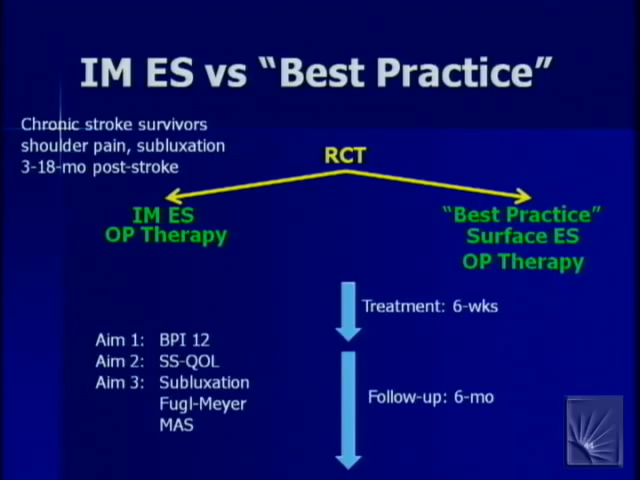 IM ES vs “Best Practice”
Chronic stroke survivors
shoulder pain, subluxation
3-18-mo post-stroke
RCT
IM ES
OP Therapy
“Best Practice”
Surface ES
OP Therapy
Treatment: 6-wks
Aim 1: BPI 12
Aim 2: SS-QOL
Aim 3: Subluxation
Fugl-Meyer
MAS
Follow-up: 6-mo